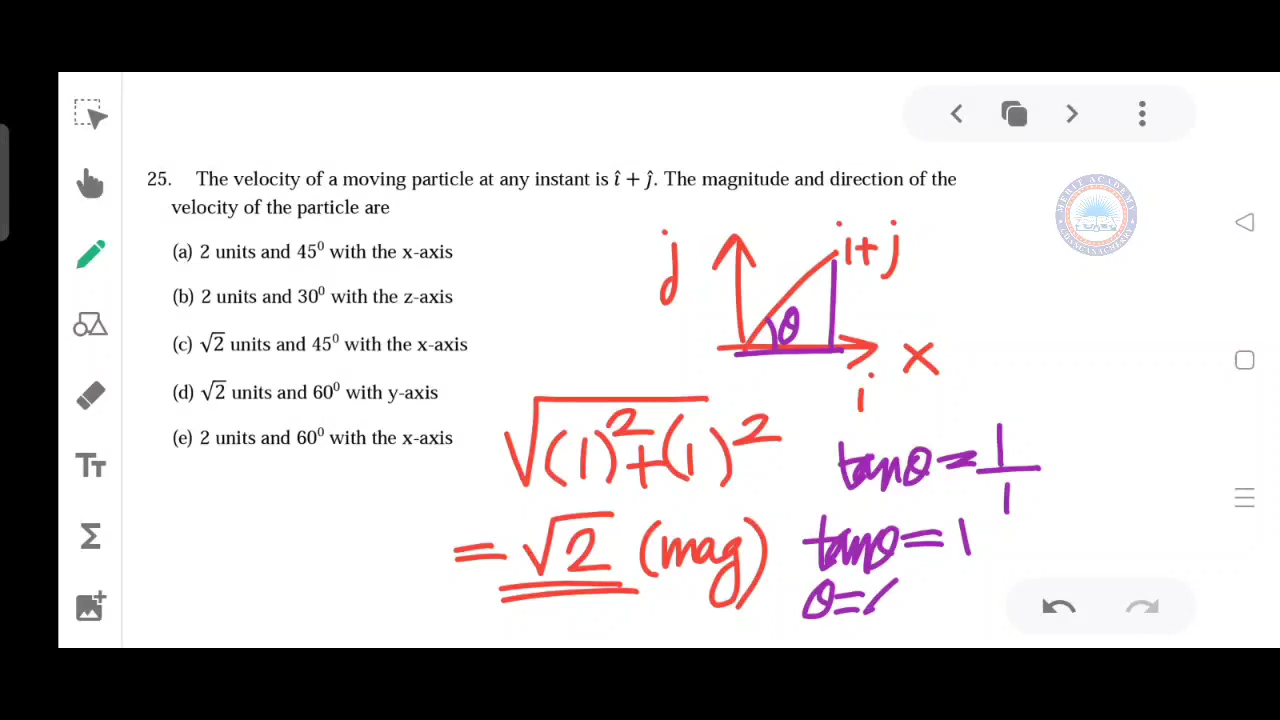 25. The velocity of a moving particle at any instant is î + ĵ. The magnitude and direction of the
velocity of the particle are
(a) 2 units and 45⁰ with the x-axis
(b) 2 units and 30⁰ with the z-axis
(c) √2 units and 45⁰ with the x-axis
(d) √2 units and 60⁰ with y-axis
(e) 2 units and 60⁰ with the x-axis
j
i+j
θ
x
i
√(1)²+(1)²
= √2 (mag)
tanθ = 1/1
tanθ = 1
θ=
MERIT ACADEMY
Tт
Σ